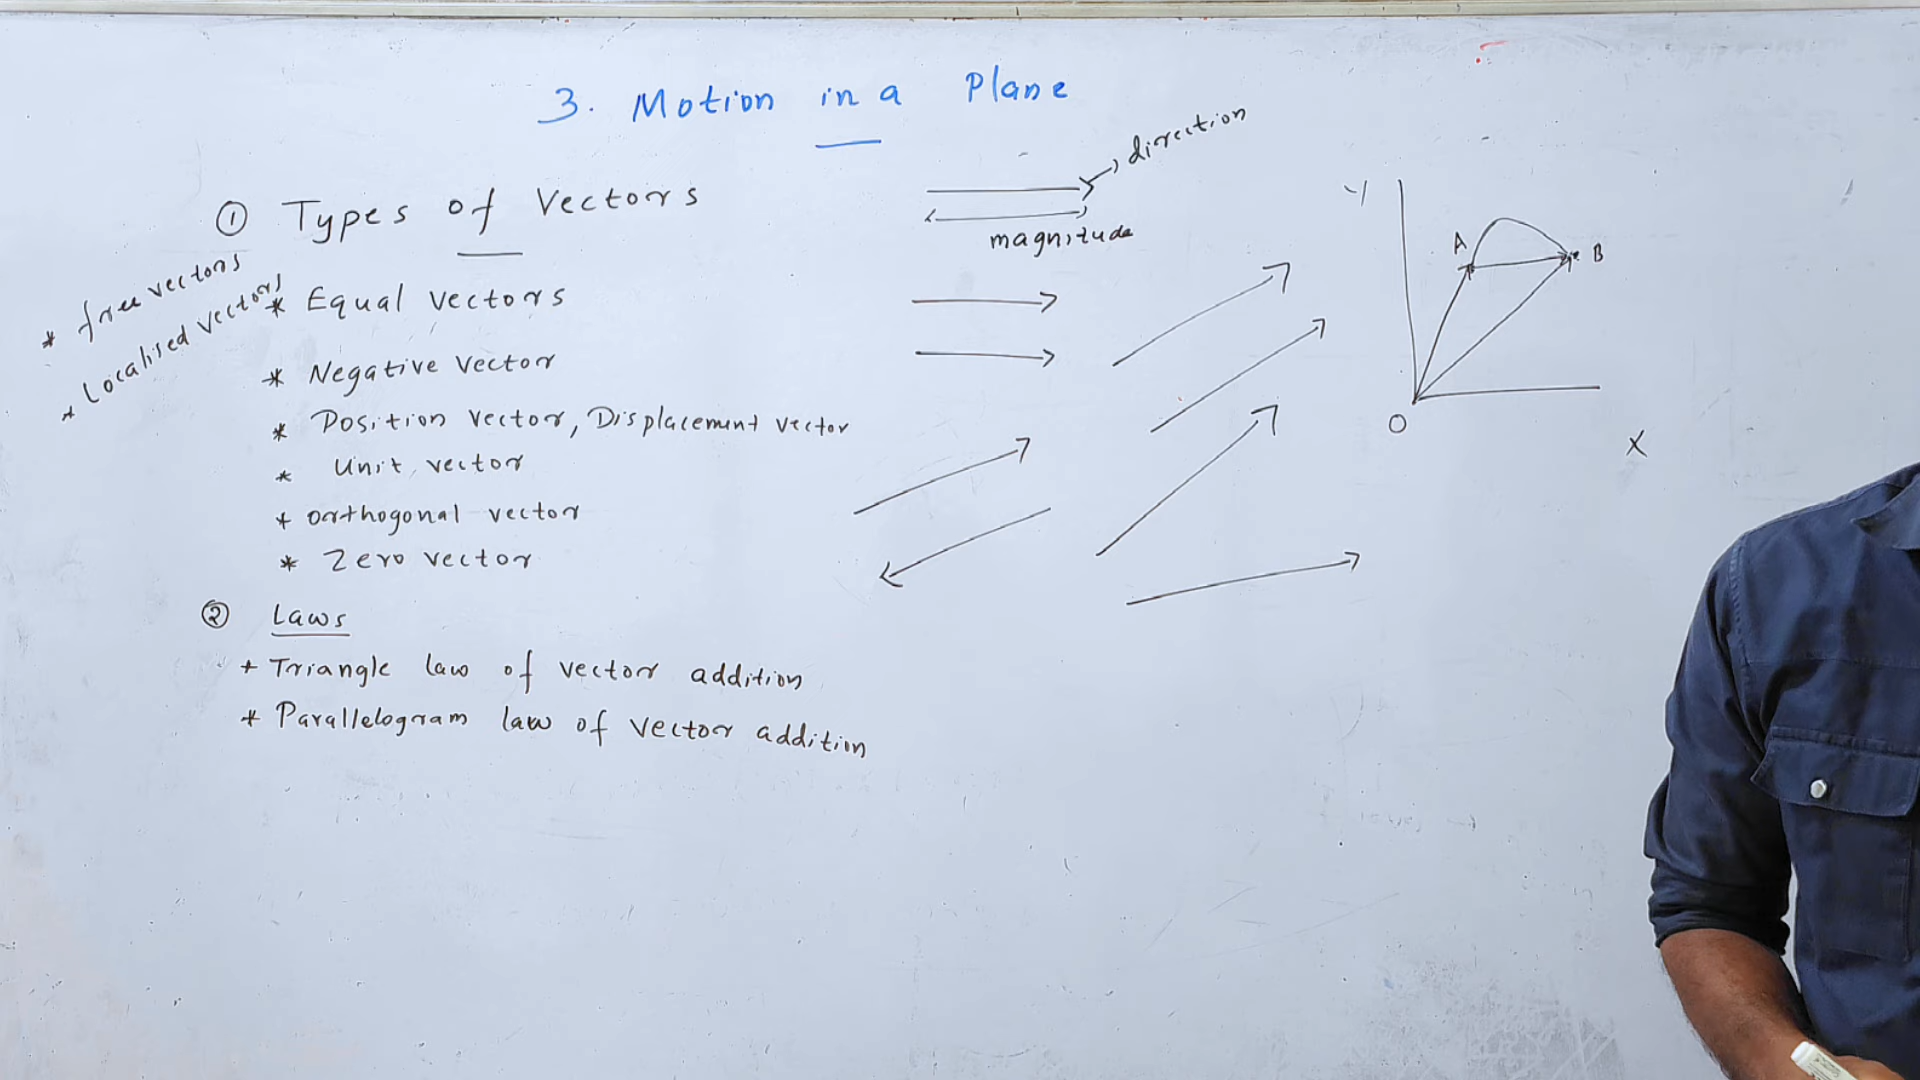 3. Motion in a Plane
① Types of Vectors
* free vectors
* Localised vectors
* Equal vectors
* Negative Vector
* Position Vector, Displacement vector
* Unit vector
* orthogonal vector
* Zero vector
② Laws
* Triangle law of vector addition
* Parallelogram law of vector addition
direction
magnitude
Y
A
B
O
X